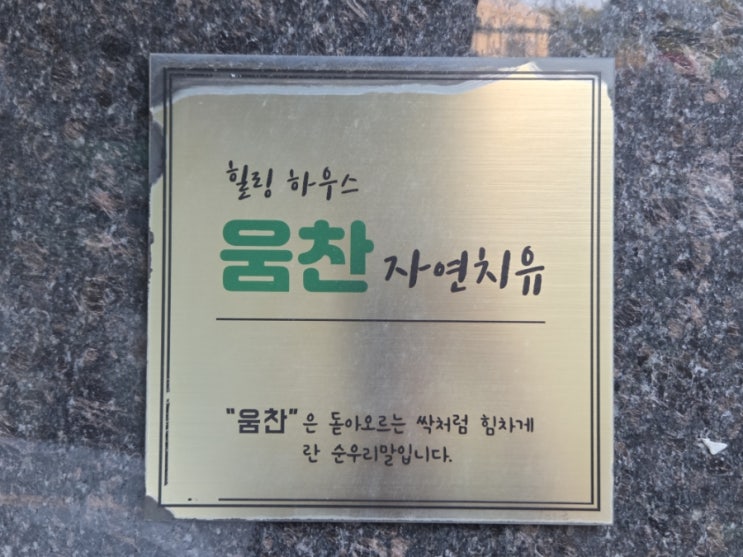 힐링 하우스
움찬 자연치유
"움찬"은 돋아오르는 싹처럼 힘차게
란 순우리말입니다.